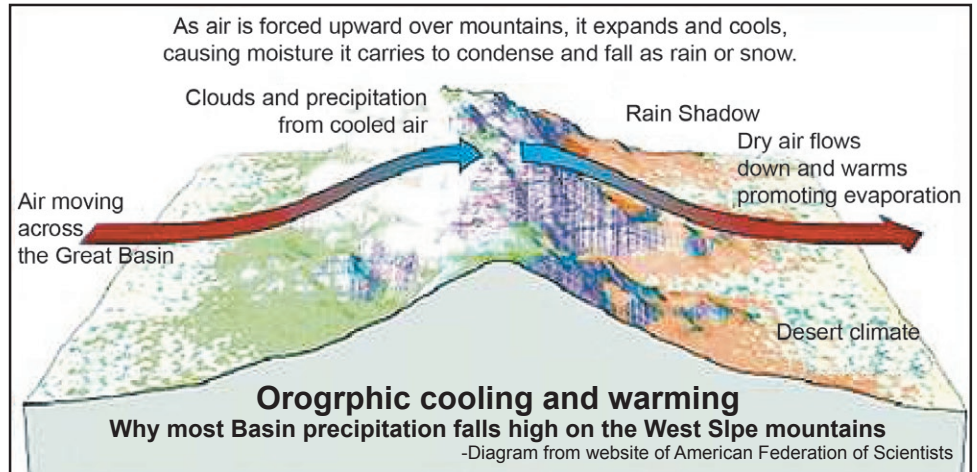 As air is forced upward over mountains, it expands and cools,
causing moisture it carries to condense and fall as rain or snow.
Clouds and precipitation
from cooled air
Rain Shadow
Dry air flows
down and warms
promoting evaporation
Air moving
across
the Great Basin
Desert climate
Orogrphic cooling and warming
Why most Basin precipitation falls high on the West Slpe mountains
-Diagram from website of American Federation of Scientists